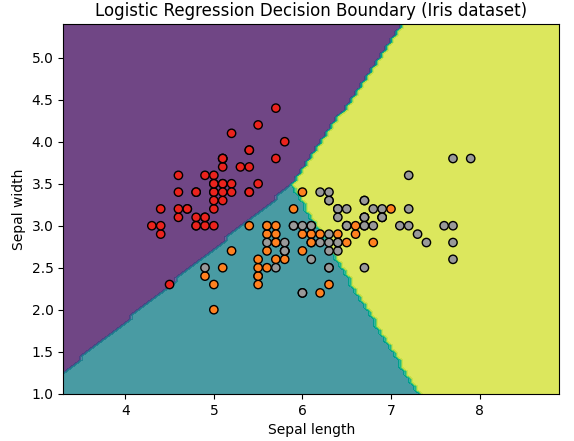 Logistic Regression Decision Boundary (Iris dataset)
5.0
4.5
4.0
3.5
3.0
2.5
2.0
1.5
1.0
Sepal width
4 5 6 7 8
Sepal length